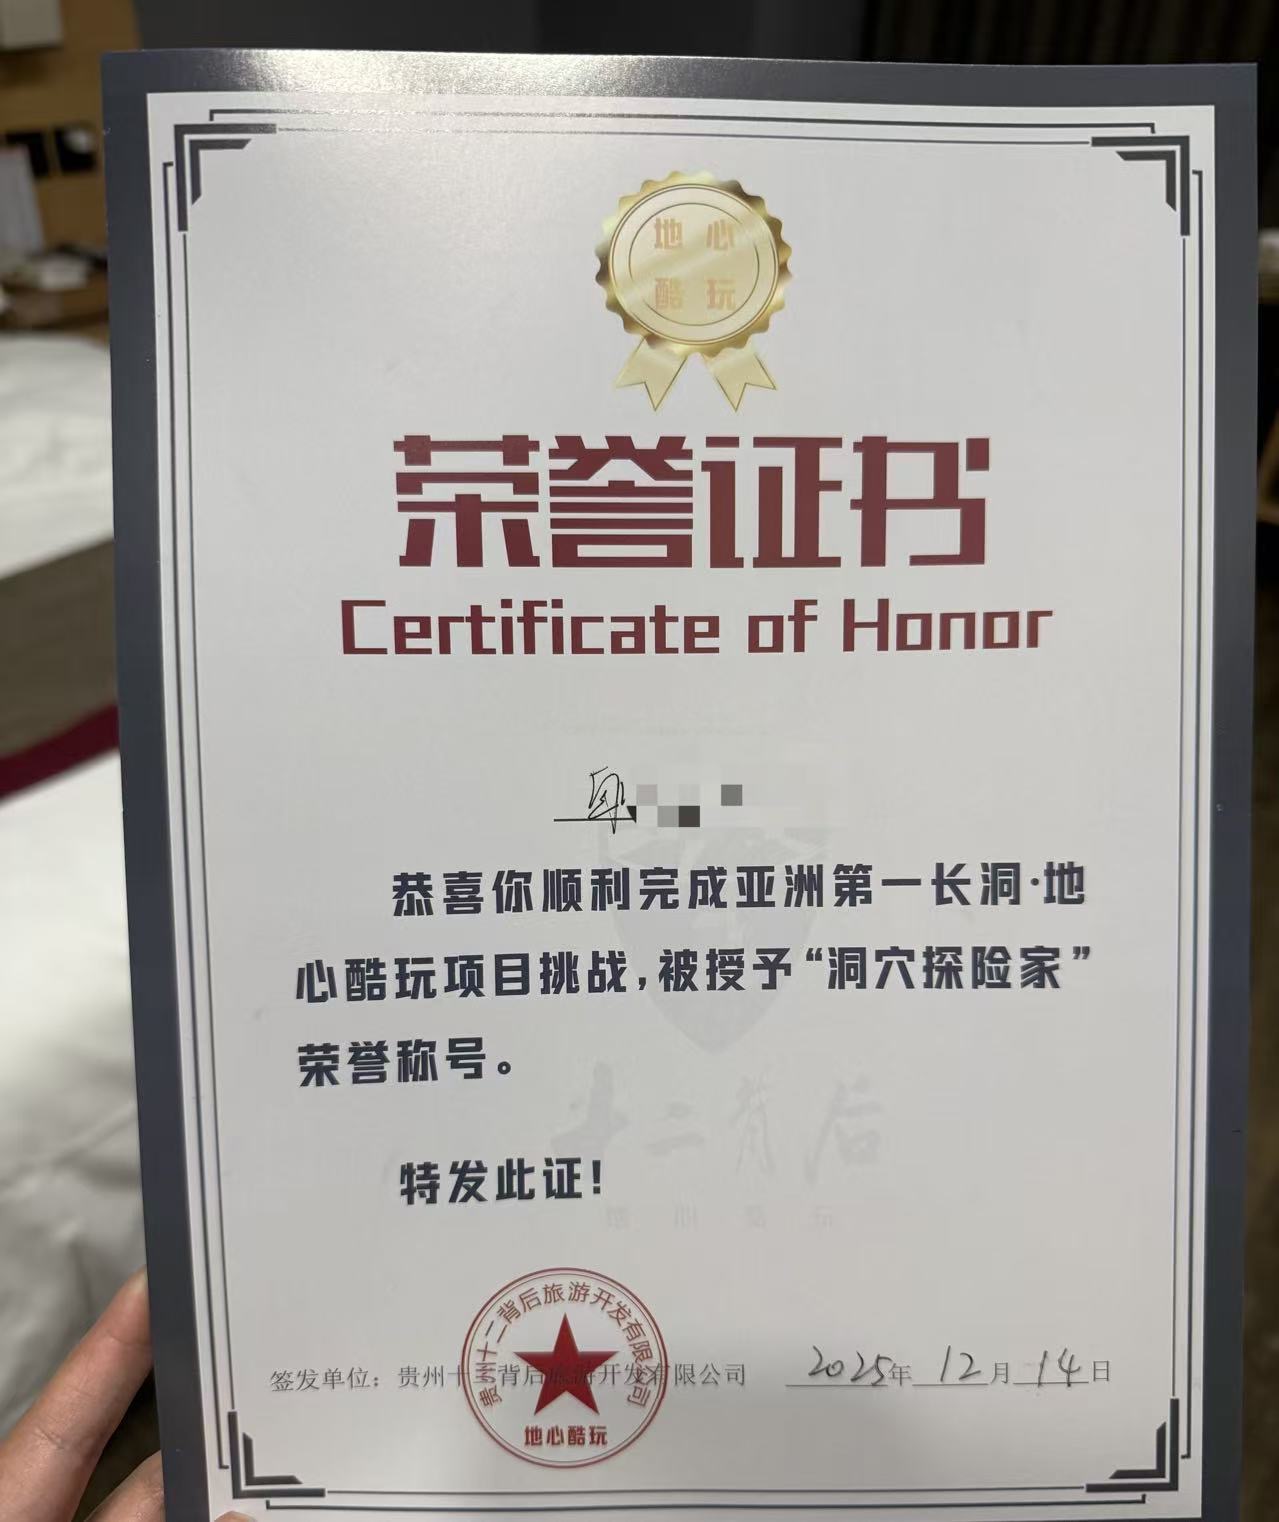 地心
酷玩
荣誉证书
Certificate of Honor
恭喜你顺利完成亚洲第一长洞·地
心酷玩项目挑战，被授予“洞穴探险家”
荣誉称号。
十二背后
特发此证！
贵州十二背后旅游开发有限公司
签发单位：贵州十二背后旅游开发有限公司 2025年12月14日
地心酷玩